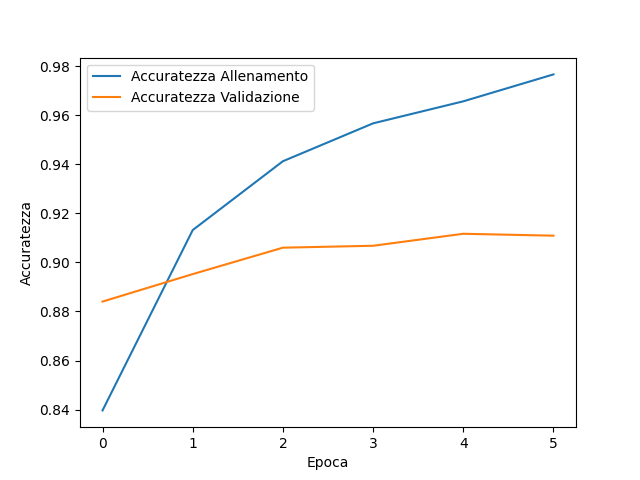 Accuratezza Allenamento
Accuratezza Validazione
Accuratezza
0.98
0.96
0.94
0.92
0.90
0.88
0.86
0.84
0 1 2 3 4 5
Epoca